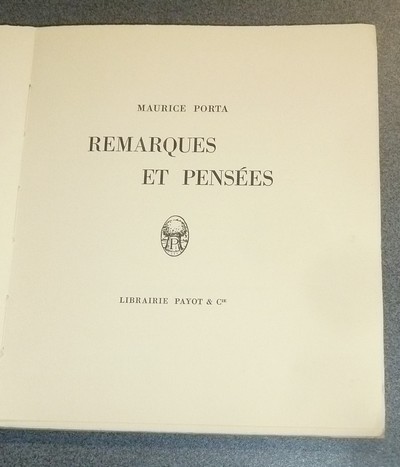 MAURICE PORTA
REMARQUES
ET PENSÉES
P
LIBRAIRIE PAYOT & Cie